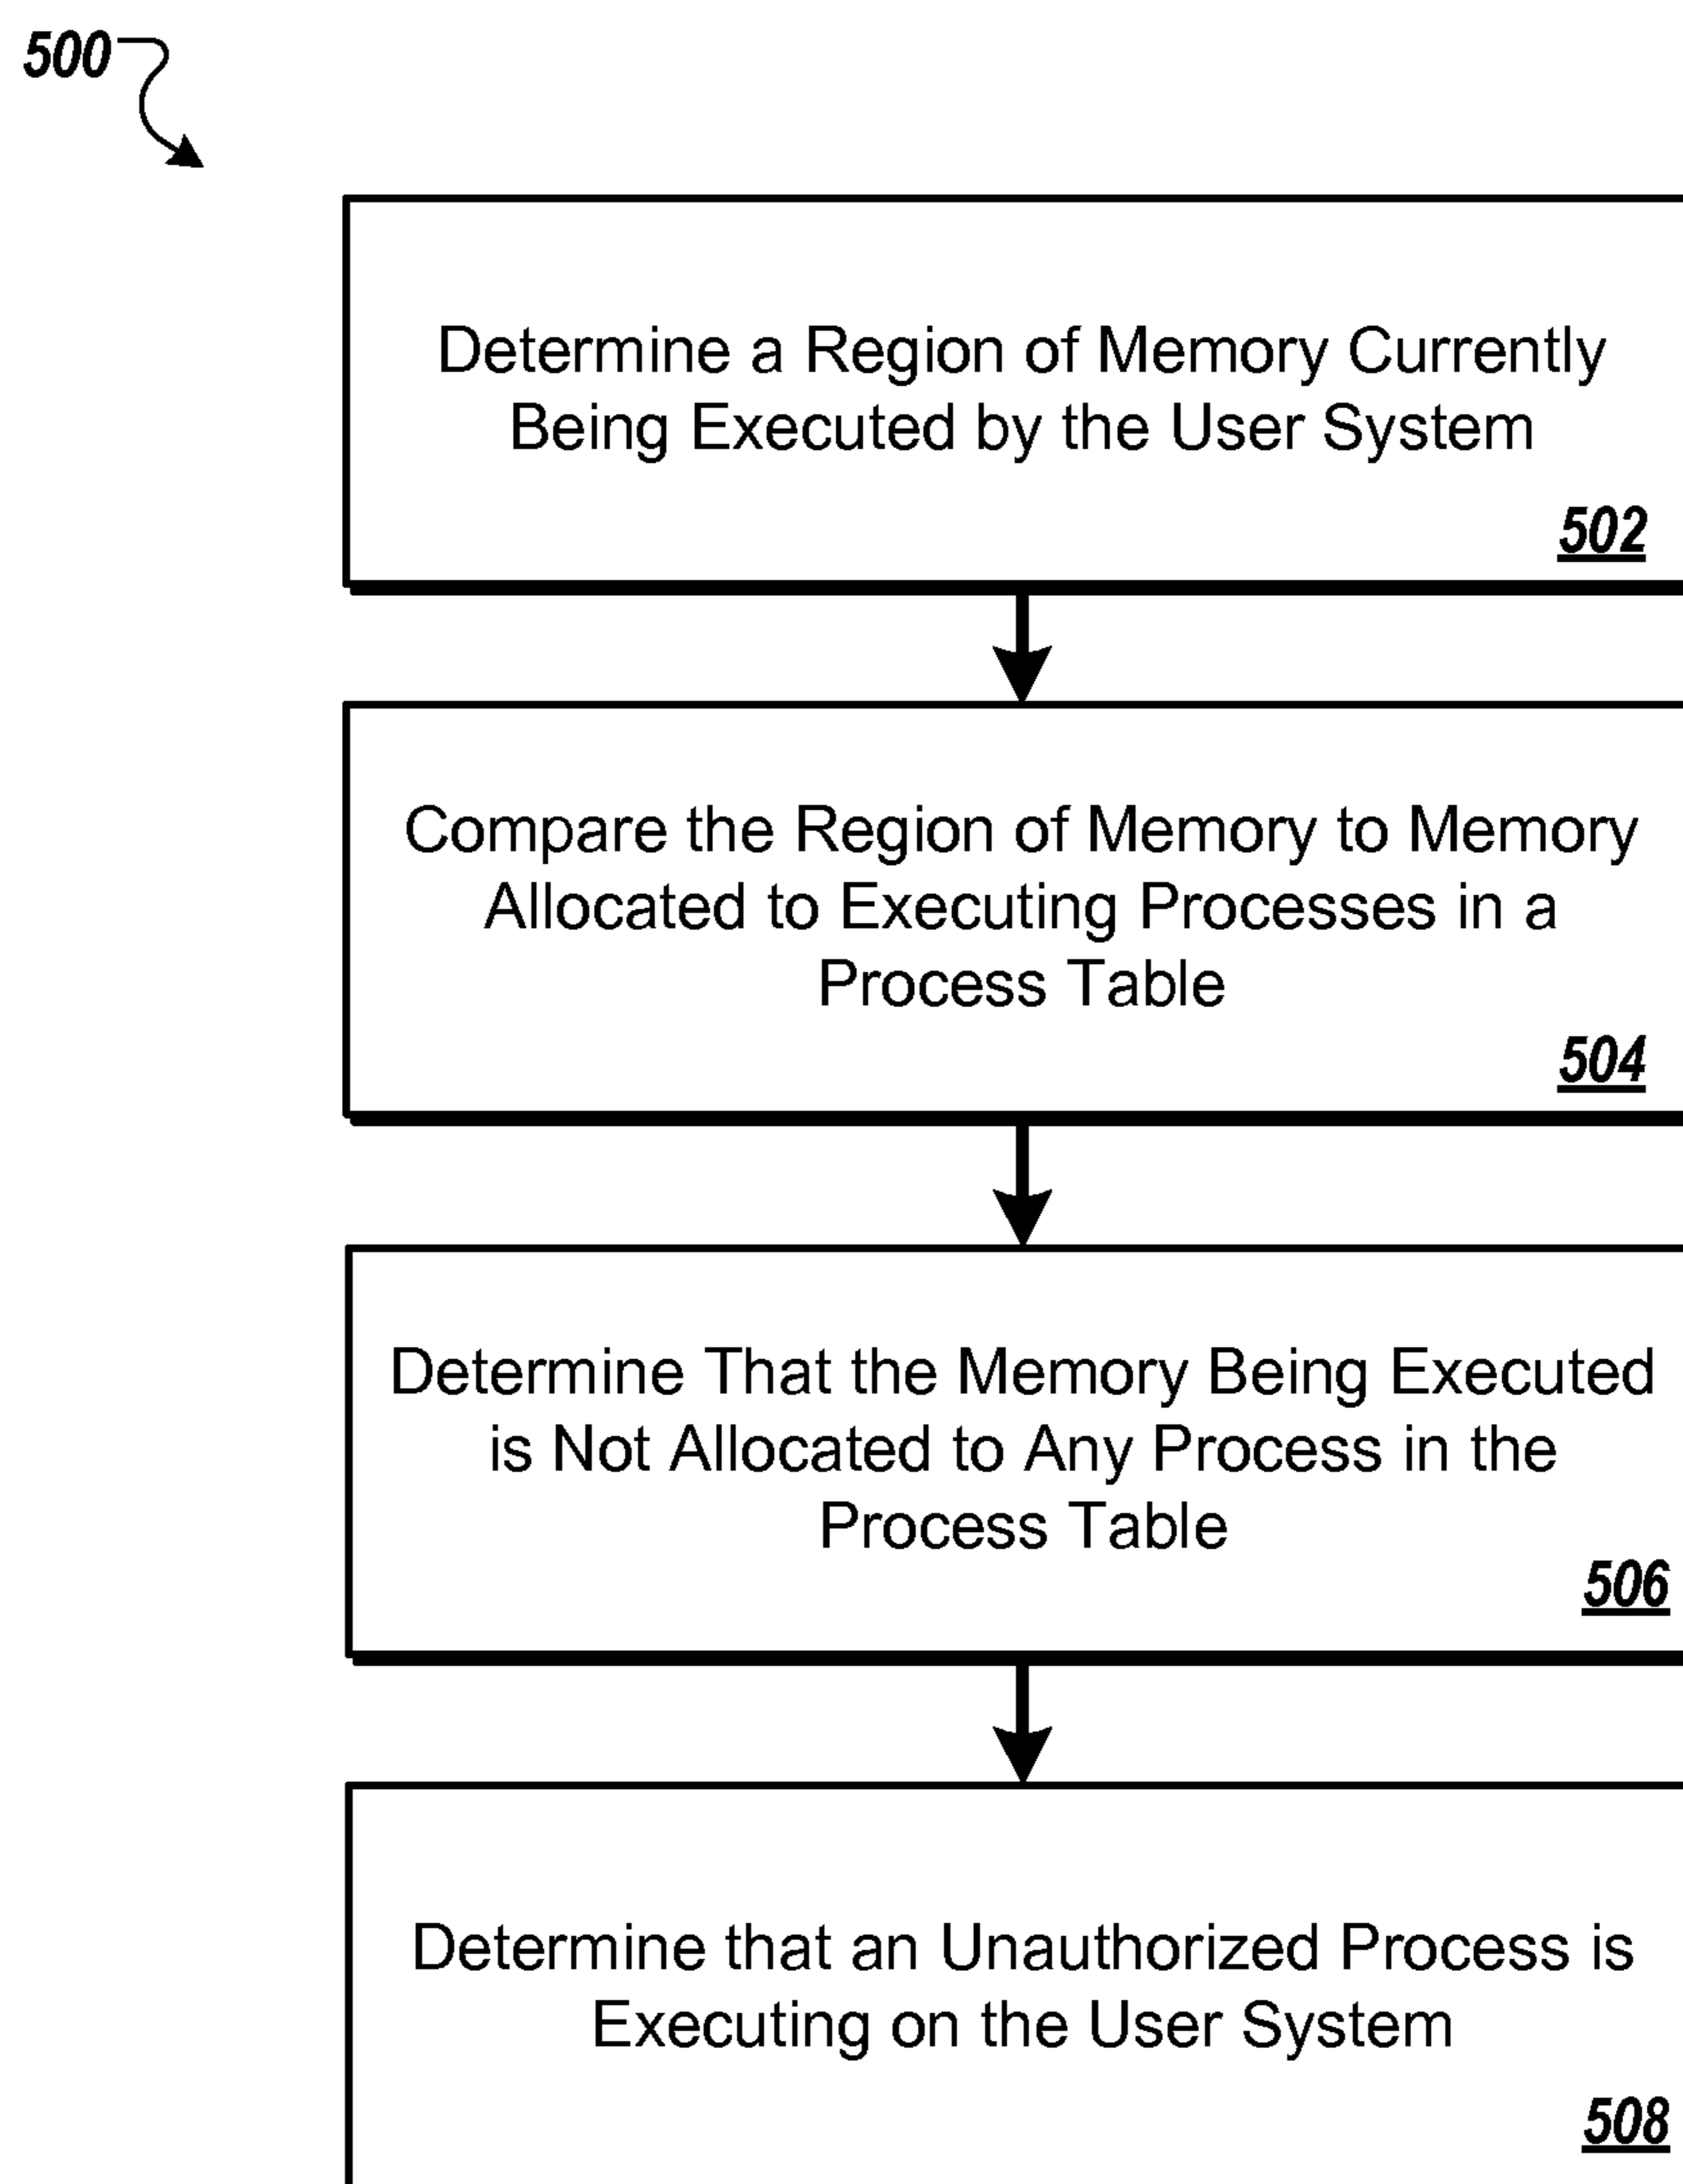 500
Determine a Region of Memory Currently
Being Executed by the User System
502
Compare the Region of Memory to Memory
Allocated to Executing Processes in a
Process Table
504
Determine That the Memory Being Executed
is Not Allocated to Any Process in the
Process Table
506
Determine that an Unauthorized Process is
Executing on the User System
508